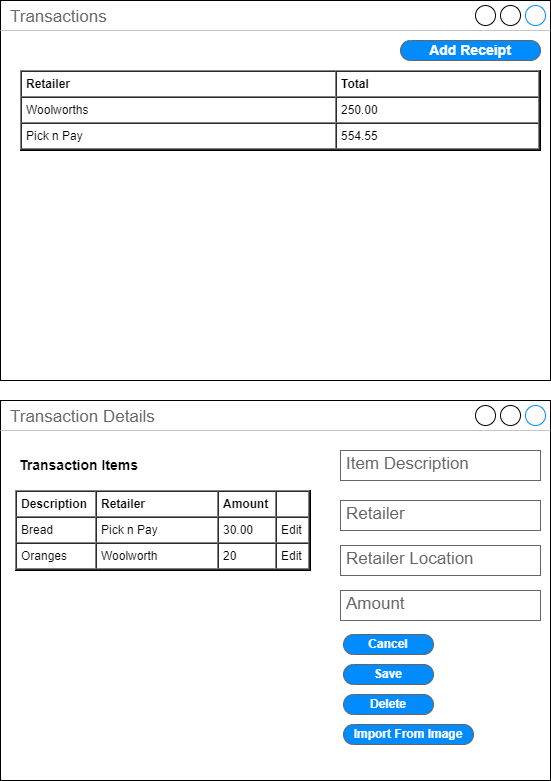 Transactions
Add Receipt
Retailer Total
Woolworths 250.00
Pick n Pay 554.55
Transaction Details
Transaction Items
Description Retailer Amount
Bread Pick n Pay 30.00 Edit
Oranges Woolworth 20 Edit
Item Description
Retailer
Retailer Location
Amount
Cancel
Save
Delete
Import From Image